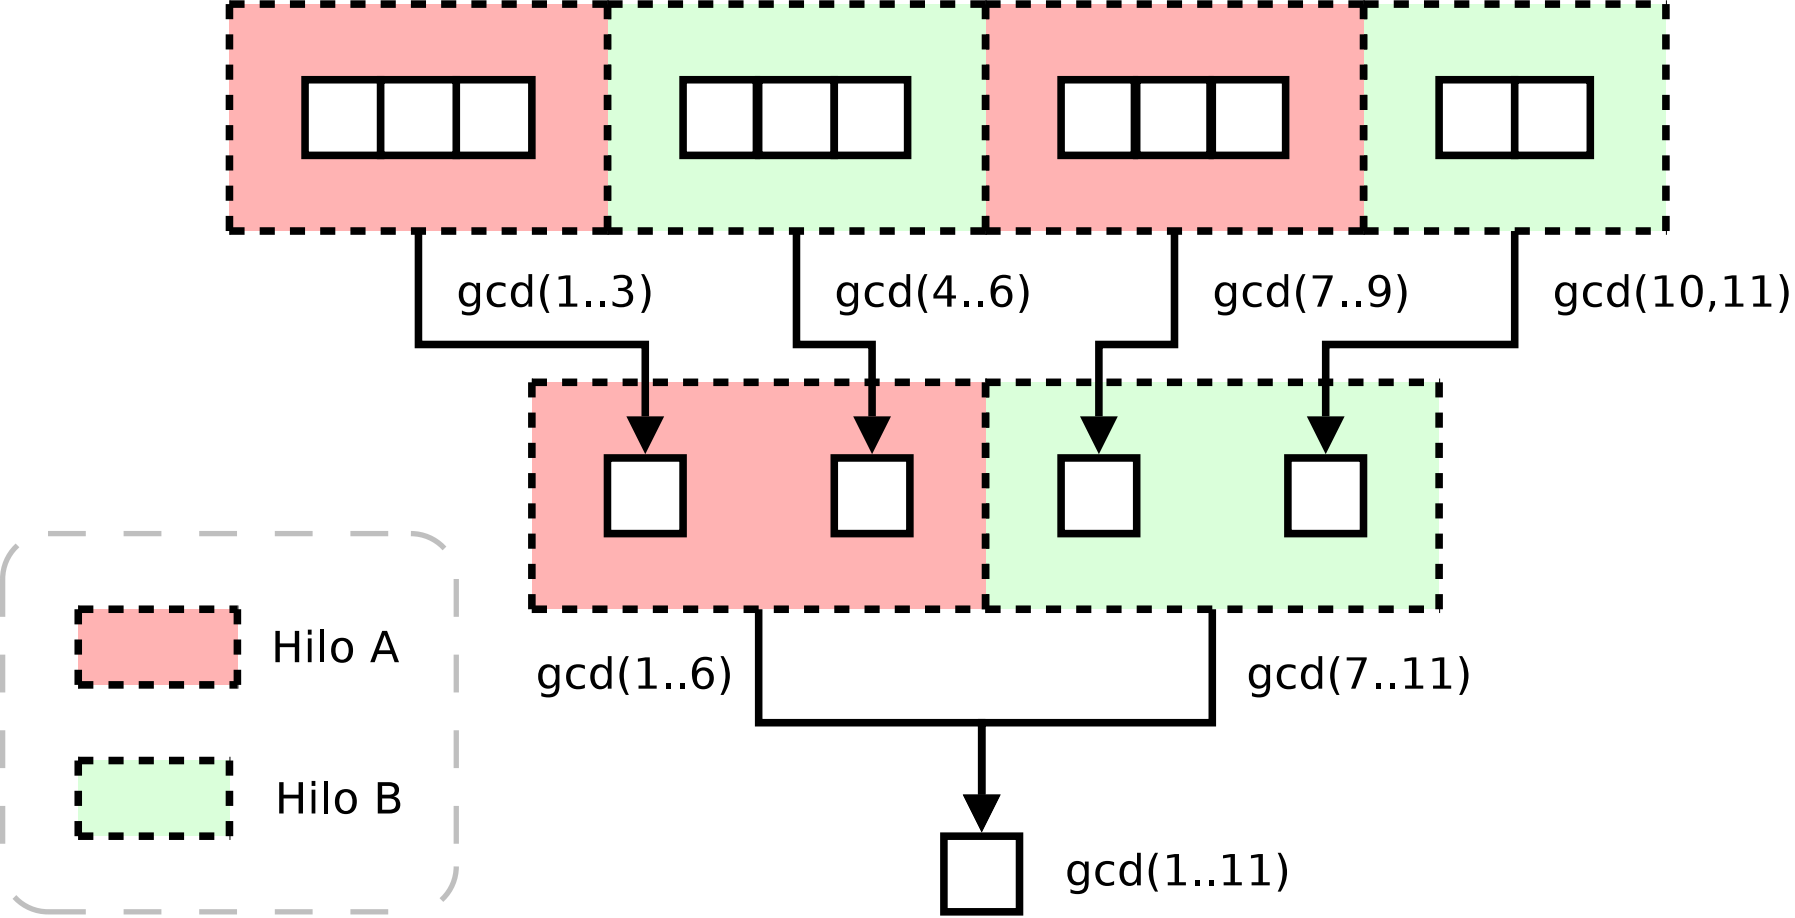 gcd(1..3)
gcd(4..6)
gcd(7..9)
gcd(10,11)
Hilo A
gcd(1..6)
gcd(7..11)
Hilo B
gcd(1..11)